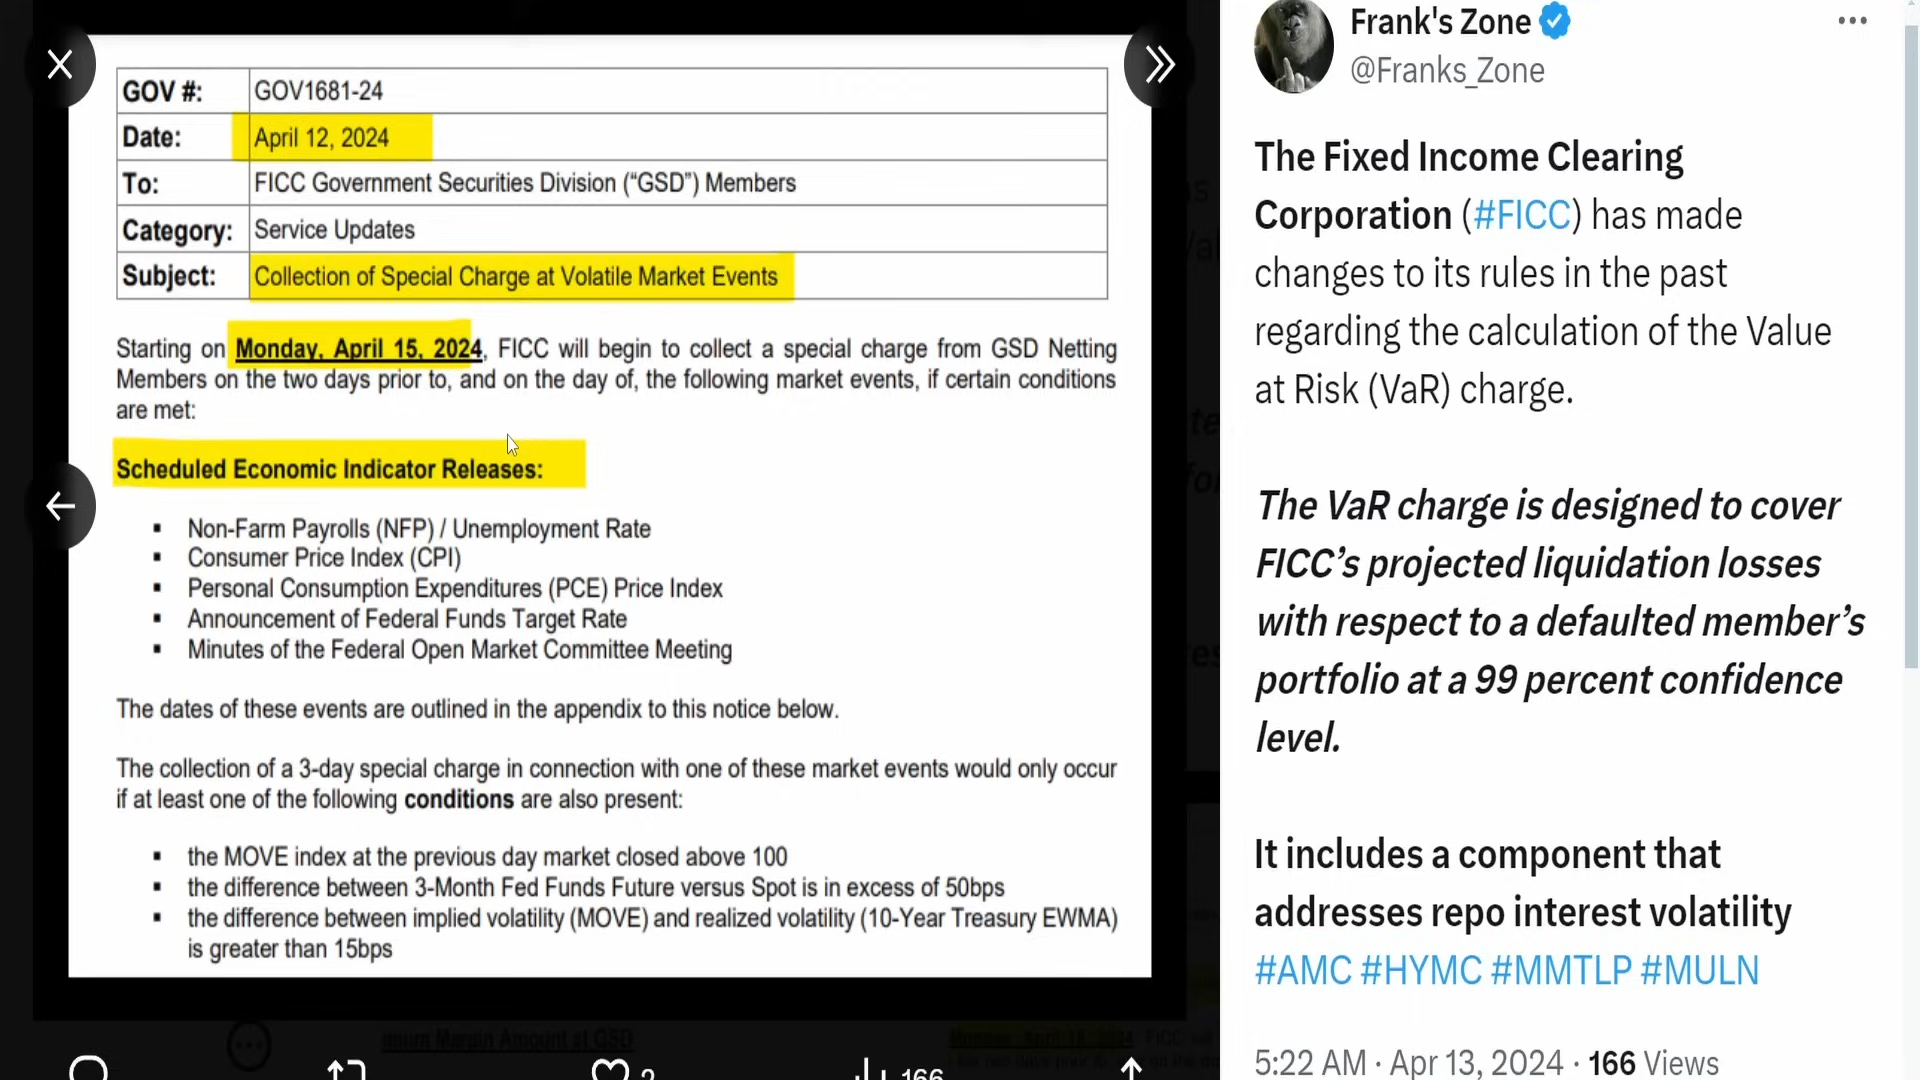 GOV #: GOV1681-24
Date: April 12, 2024
To: FICC Government Securities Division (“GSD”) Members
Category: Service Updates
Subject: Collection of Special Charge at Volatile Market Events
Starting on Monday, April 15, 2024, FICC will begin to collect a special charge from GSD Netting
Members on the two days prior to, and on the day of, the following market events, if certain conditions
are met:
Scheduled Economic Indicator Releases:
▪ Non-Farm Payrolls (NFP) / Unemployment Rate
▪ Consumer Price Index (CPI)
▪ Personal Consumption Expenditures (PCE) Price Index
▪ Announcement of Federal Funds Target Rate
▪ Minutes of the Federal Open Market Committee Meeting
The dates of these events are outlined in the appendix to this notice below.
The collection of a 3-day special charge in connection with one of these market events would only occur
if at least one of the following conditions are also present:
▪ the MOVE index at the previous day market closed above 100
▪ the difference between 3-Month Fed Funds Future versus Spot is in excess of 50bps
▪ the difference between implied volatility (MOVE) and realized volatility (10-Year Treasury EWMA)
is greater than 15bps
2
166
Frank's Zone
@Franks_Zone
The Fixed Income Clearing
Corporation (#FICC) has made
changes to its rules in the past
regarding the calculation of the Value
at Risk (VaR) charge.
The VaR charge is designed to cover
FICC’s projected liquidation losses
with respect to a defaulted member’s
portfolio at a 99 percent confidence
level.
It includes a component that
addresses repo interest volatility
#AMC #HYMC #MMTLP #MULN
5:22 AM · Apr 13, 2024 · 166 Views